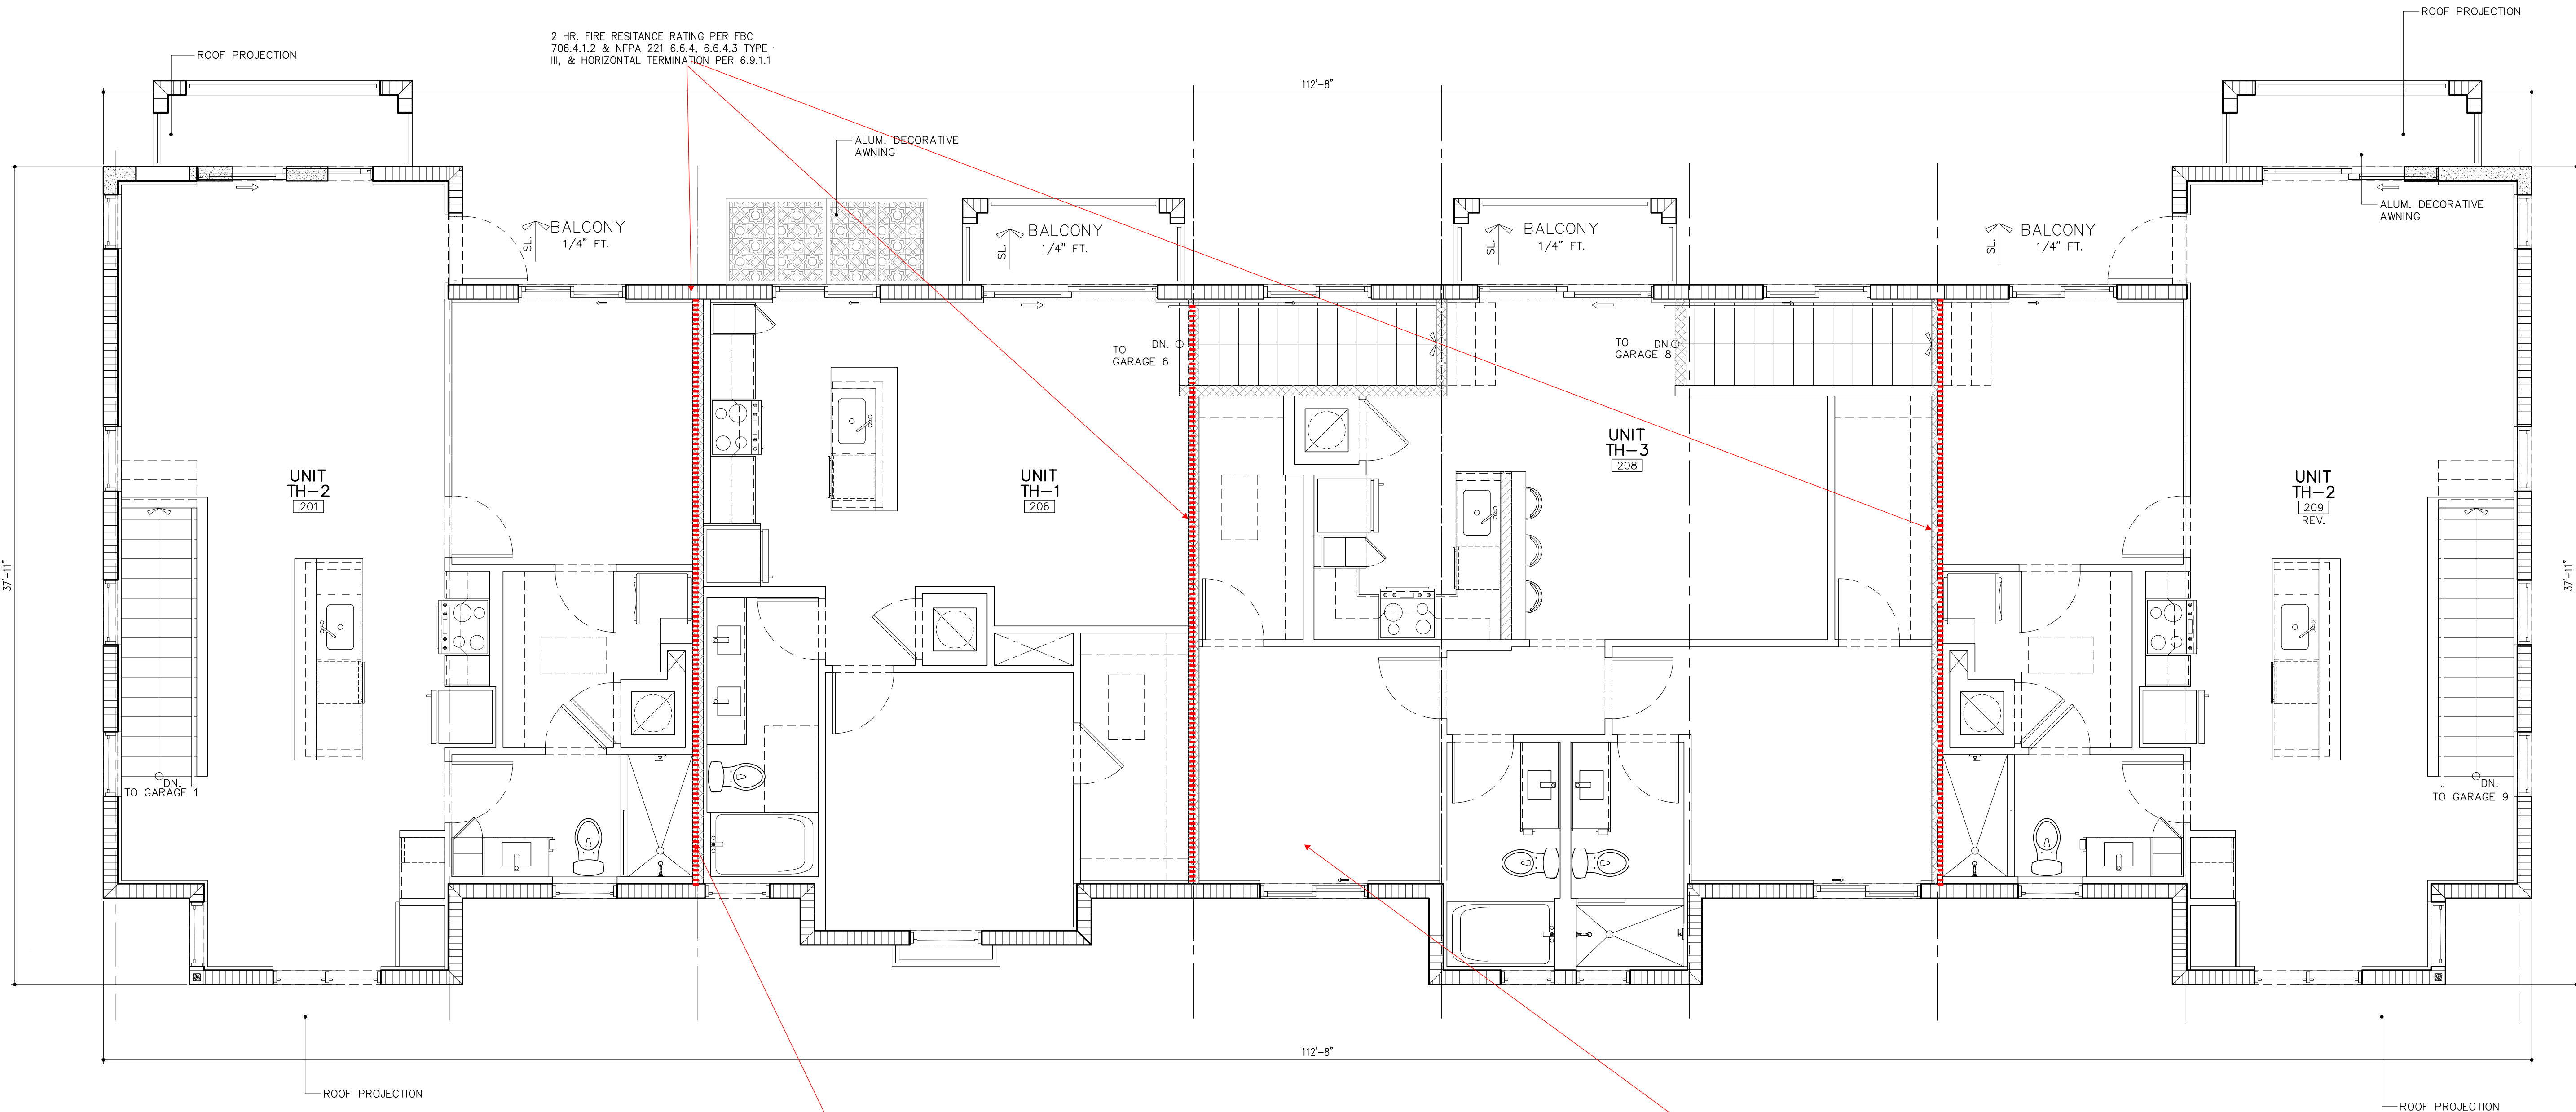 ROOF PROJECTION
ROOF PROJECTION
2 HR. FIRE RESITANCE RATING PER FBC
706.4.1.2 & NFPA 221 6.6.4, 6.6.4.3 TYPE
III, & HORIZONTAL TERMINATION PER 6.9.1.1
112'-8"
ALUM. DECORATIVE
AWNING
ALUM. DECORATIVE
AWNING
SL.
BALCONY
1/4" FT.
SL.
BALCONY
1/4" FT.
SL.
BALCONY
1/4" FT.
SL.
BALCONY
1/4" FT.
TO
GARAGE 6
DN.
TO
GARAGE 8
DN.
UNIT
TH-2
201
UNIT
TH-1
206
UNIT
TH-3
208
UNIT
TH-2
209
REV.
37'-11"
37'-11"
DN.
TO GARAGE 1
DN.
TO GARAGE 9
112'-8"
ROOF PROJECTION
ROOF PROJECTION